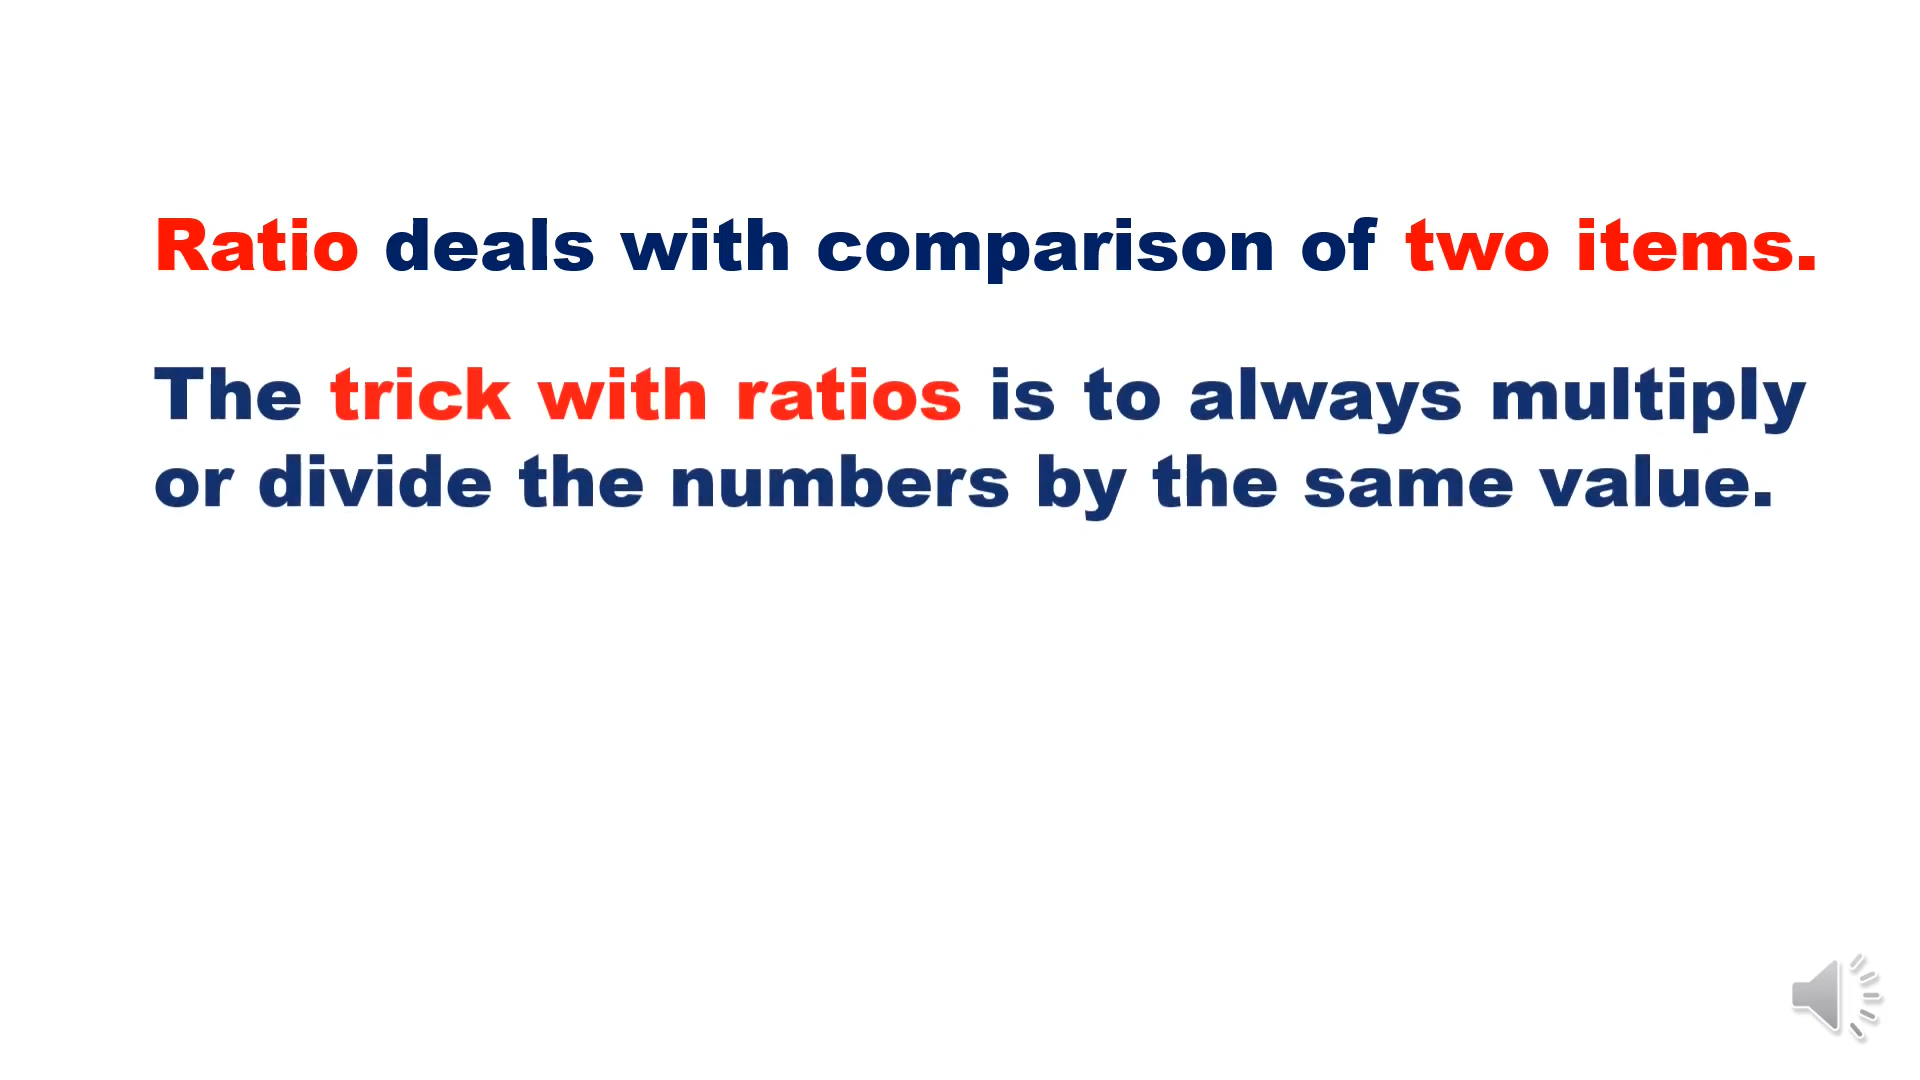 Ratio deals with comparison of two items.
The trick with ratios is to always multiply
or divide the numbers by the same value.